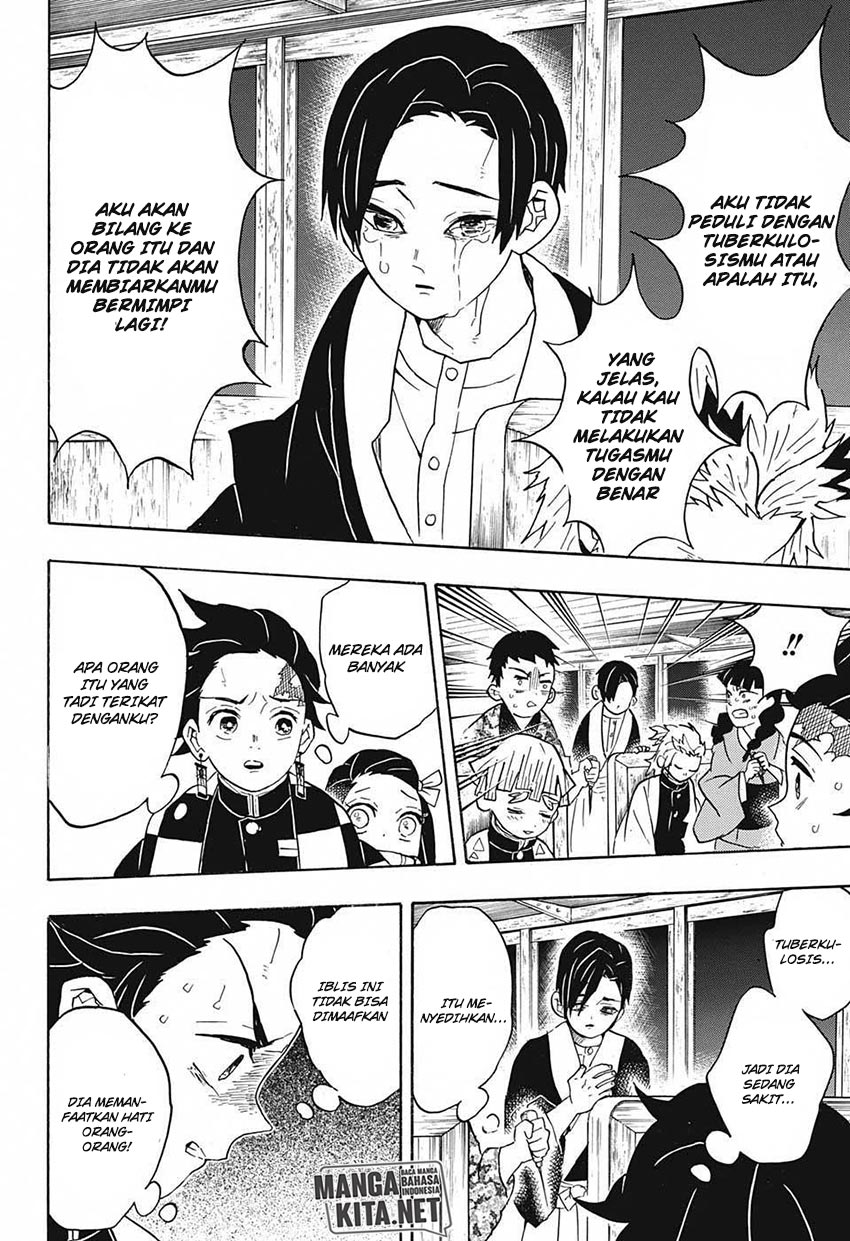 AKU TIDAK
PEDULI DENGAN
TUBERKULO-
SISMU ATAU
APALAH ITU,
YANG
JELAS,
KALAU KAU
TIDAK
MELAKUKAN
TUGASMU
DENGAN
BENAR
AKU AKAN
BILANG KE
ORANG ITU DAN
DIA TIDAK AKAN
MEMBIARKANMU
BERMIMPI
LAGI!
!!
MEREKA ADA
BANYAK
APA ORANG
ITU YANG
TADI TERIKAT
DENGANKU?
TUBERKU-
LOSIS...
JADI DIA
SEDANG
SAKIT...
ITU ME-
NYEDIHKAN...
IBLIS INI
TIDAK BISA
DIMAAFKAN
DIA MEMAN-
FAATKAN HATI
ORANG-
ORANG!
MANGA
KITA.NET
BACA MANGA
BAHASA
INDONESIA